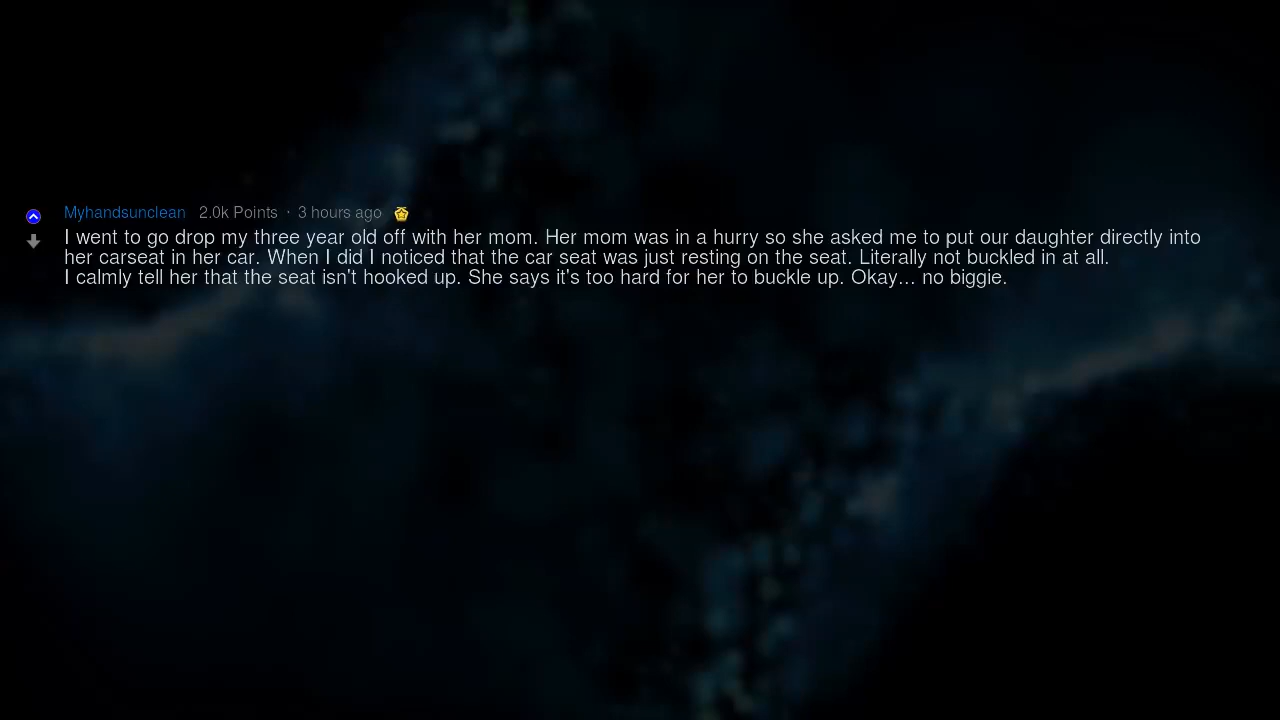 Myhandsunclean 2.0k Points · 3 hours ago
I went to go drop my three year old off with her mom. Her mom was in a hurry so she asked me to put our daughter directly into
her carseat in her car. When I did I noticed that the car seat was just resting on the seat. Literally not buckled in at all.
I calmly tell her that the seat isn't hooked up. She says it's too hard for her to buckle up. Okay... no biggie.